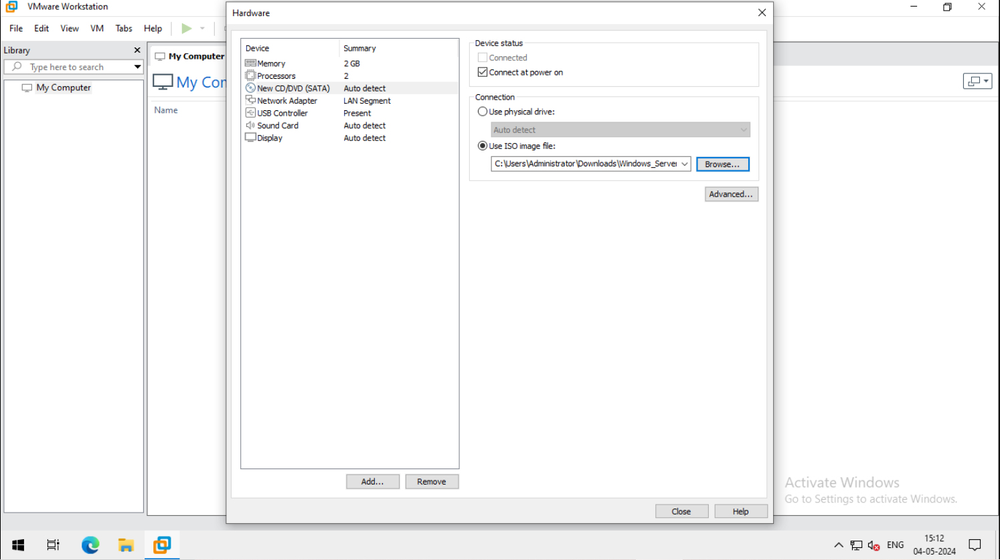 VMware Workstation
File Edit View VM Tabs Help
Library
Type here to search
My Computer
My Computer
My Con
Name
Hardware
Device Summary
Memory 2 GB
Processors 2
New CD/DVD (SATA) Auto detect
Network Adapter LAN Segment
USB Controller Present
Sound Card Auto detect
Display Auto detect
Add...
Remove
Device status
Connected
Connect at power on
Connection
Use physical drive:
Auto detect
Use ISO image file:
C:\Users\Administrator\Downloads\Windows_Server
Browse...
Advanced...
Close
Help
Activate Windows
Go to Settings to activate Windows.
ENG
15:12
04-05-2024